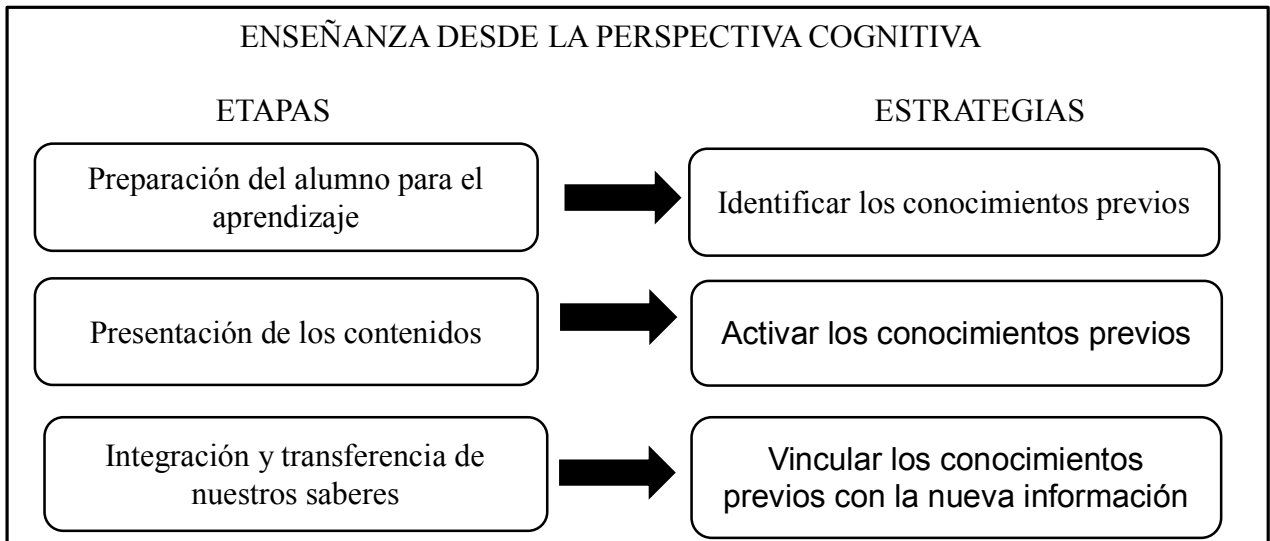 ENSEÑANZA DESDE LA PERSPECTIVA COGNITIVA
ETAPAS
ESTRATEGIAS
Preparación del alumno para el
aprendizaje
Identificar los conocimientos previos
Presentación de los contenidos
Activar los conocimientos previos
Integración y transferencia de
nuestros saberes
Vincular los conocimientos
previos con la nueva información